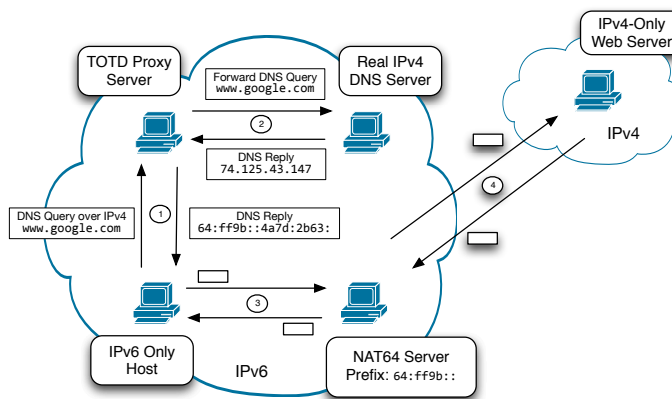 IPv4-Only
Web Server
TOTD Proxy
Server
Real IPv4
DNS Server
Forward DNS Query
www.google.com
2
DNS Reply
74.125.43.147
IPv4
4
DNS Query over IPv4
www.google.com
1
DNS Reply
64:ff9b::4a7d:2b63:
3
IPv6 Only
Host
IPv6
NAT64 Server
Prefix: 64:ff9b::